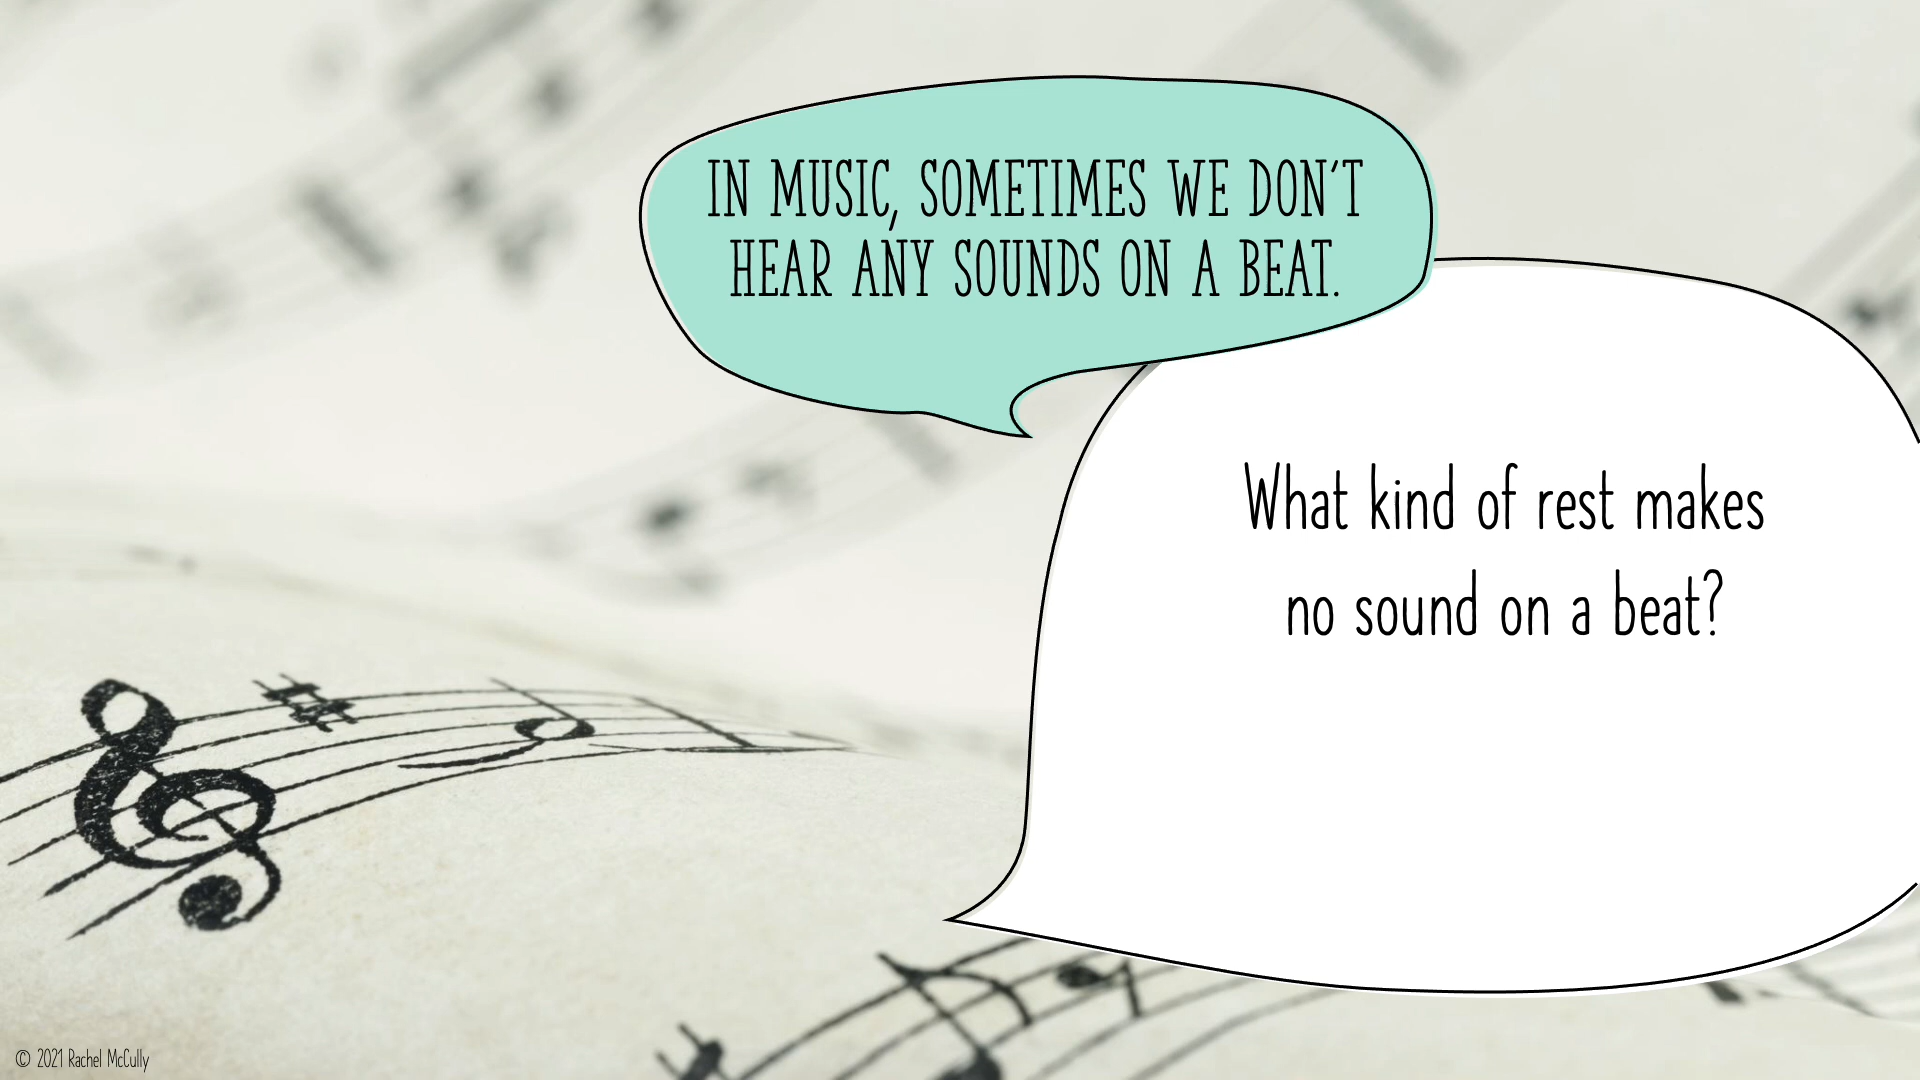 IN MUSIC, SOMETIMES WE DON'T
HEAR ANY SOUNDS ON A BEAT.
What kind of rest makes
no sound on a beat?
© 2021 Rachel McCully